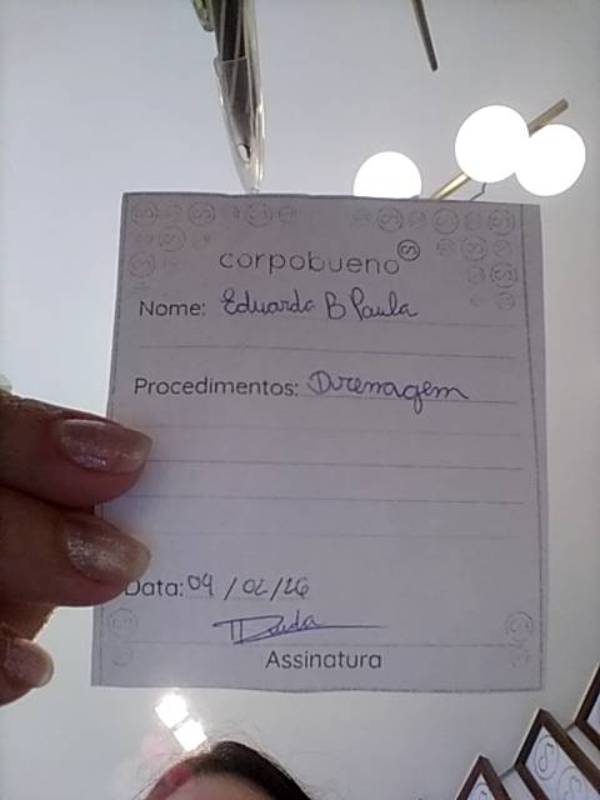 corpobueno
Nome: Eduarda B Paula
Procedimentos: Drenagem
Data: 09 / 02 / 26
Assinatura